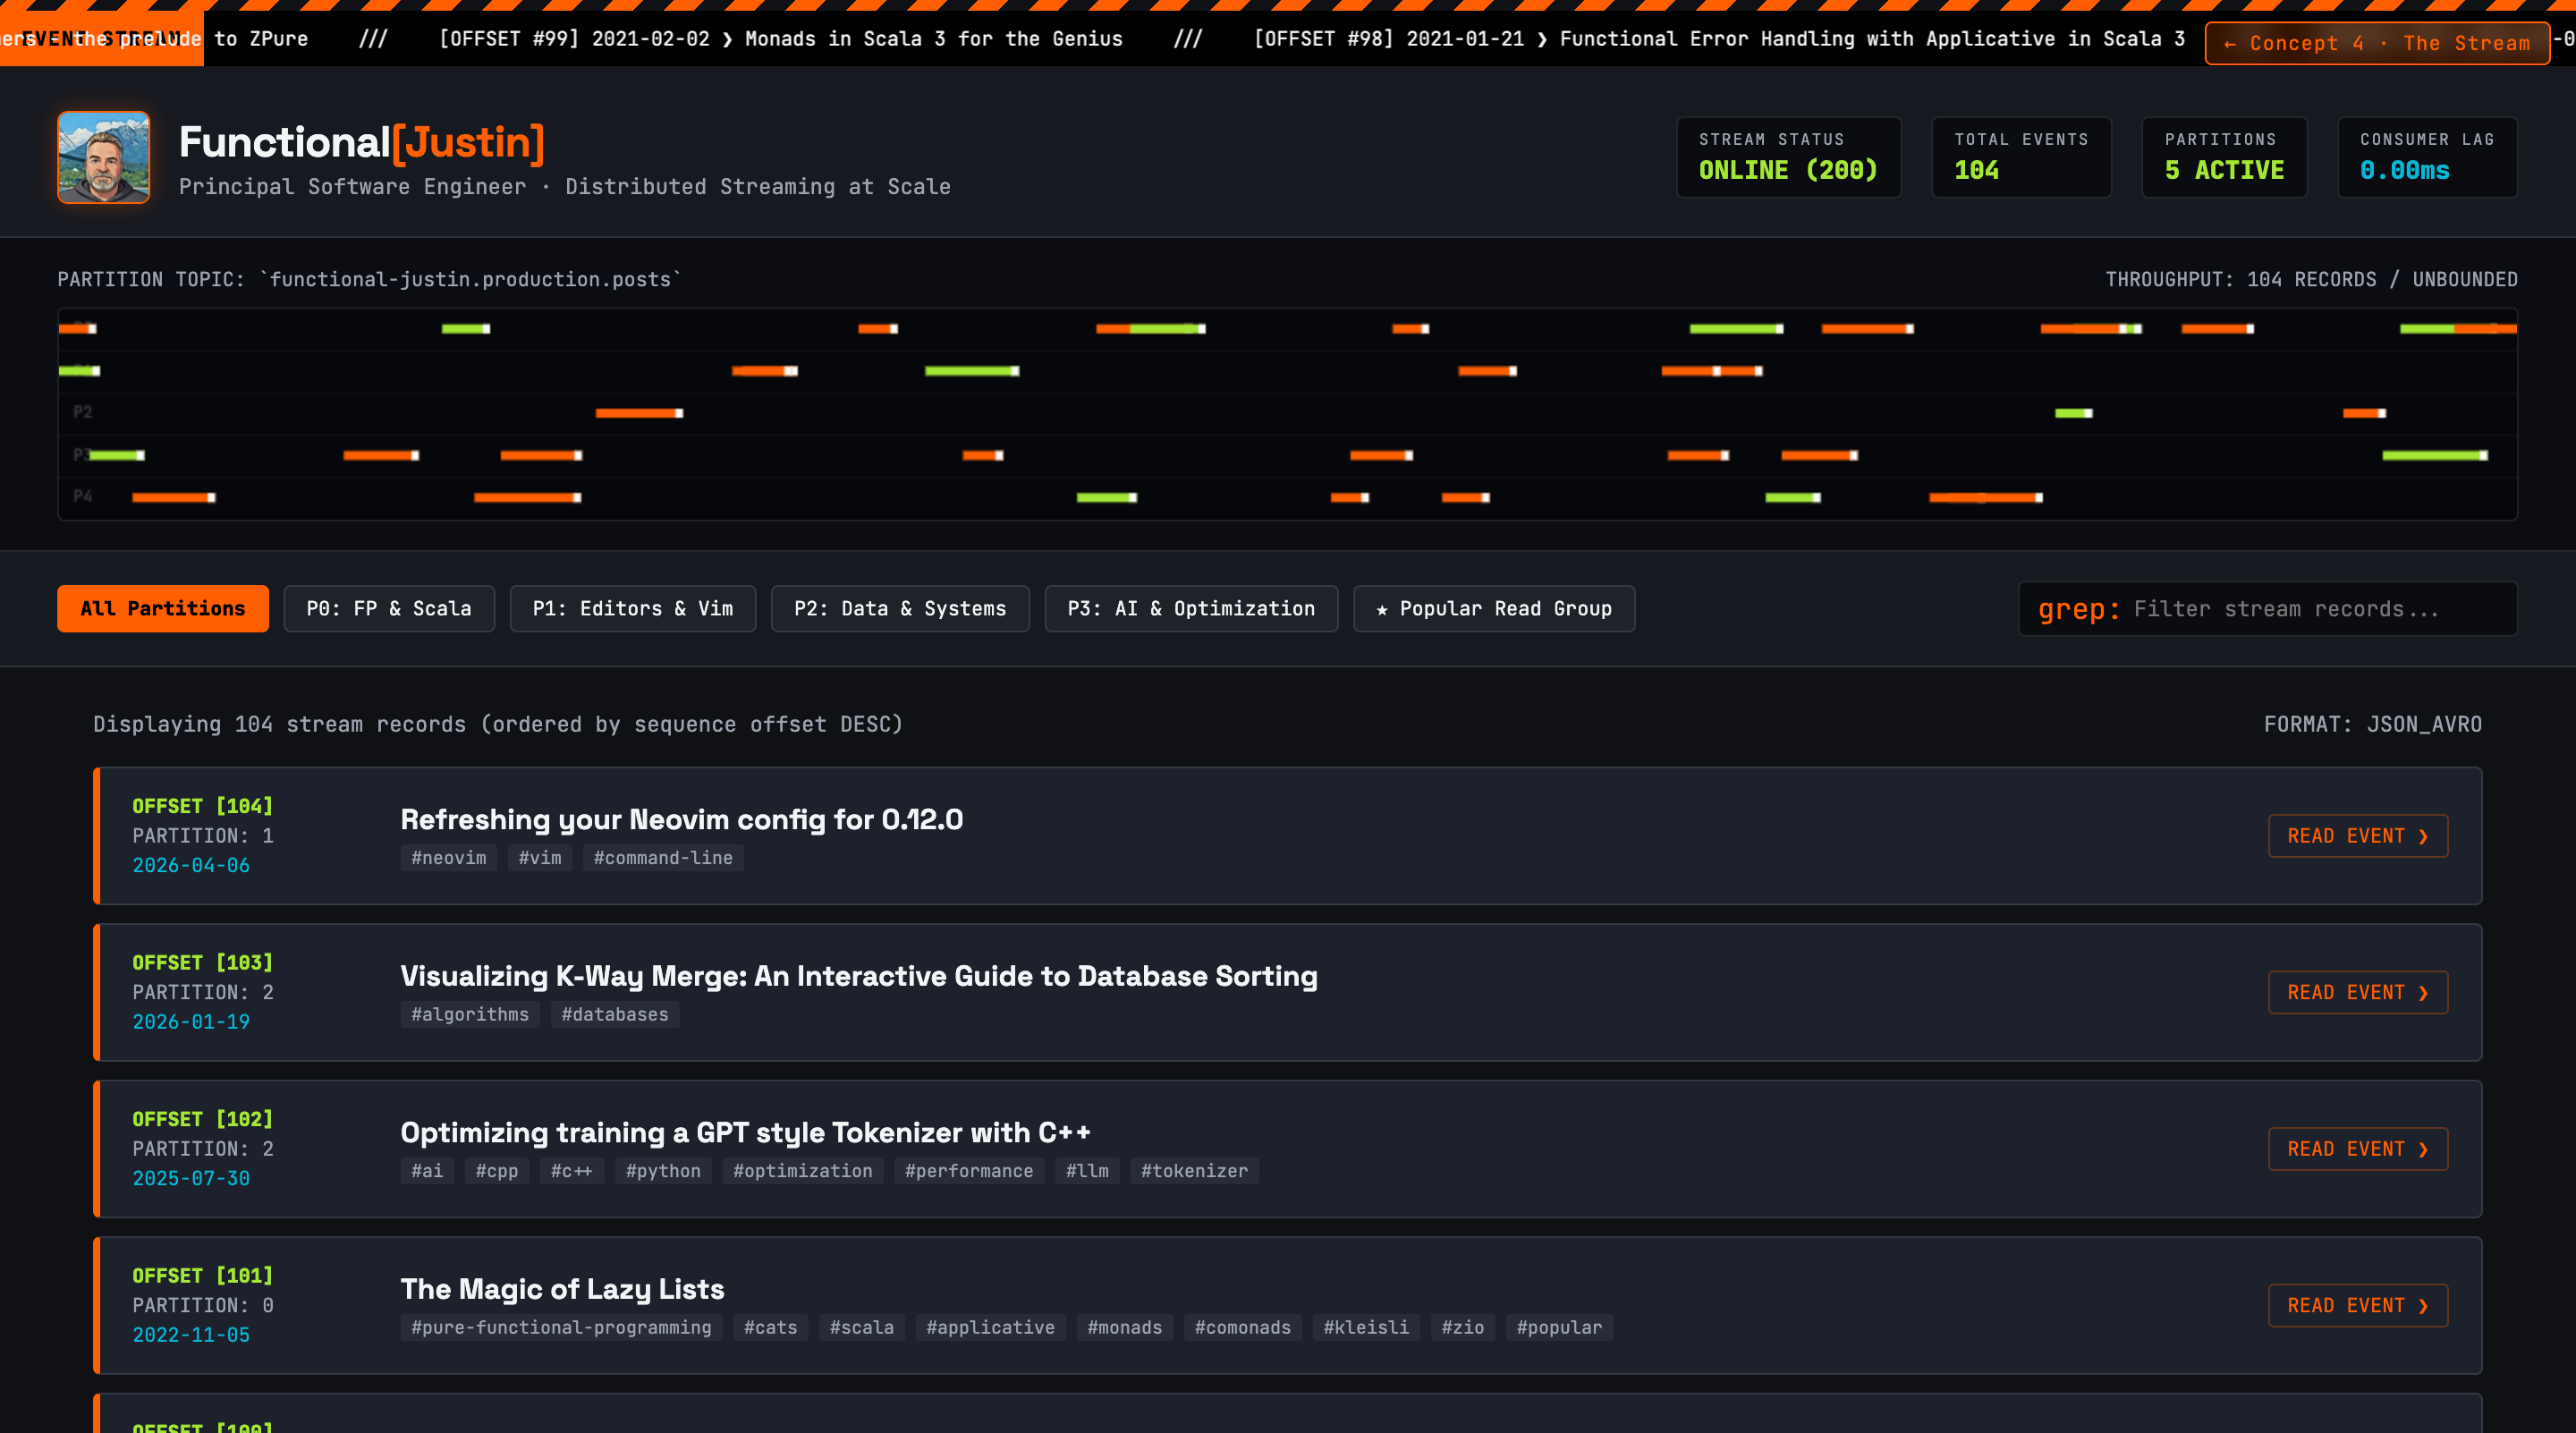 EVENT STREAM
the prelude to ZPure /// [OFFSET #99] 2021-02-02 ❯ Monads in Scala 3 for the Genius /// [OFFSET #98] 2021-01-21 ❯ Functional Error Handling with Applicative in Scala 3
← Concept 4 · The Stream
Functional[Justin]
Principal Software Engineer · Distributed Streaming at Scale
STREAM STATUS
ONLINE (200)
TOTAL EVENTS
104
PARTITIONS
5 ACTIVE
CONSUMER LAG
0.00ms
PARTITION TOPIC: `functional-justin.production.posts`
THROUGHPUT: 104 RECORDS / UNBOUNDED
P2
P3
P4
All Partitions
P0: FP & Scala
P1: Editors & Vim
P2: Data & Systems
P3: AI & Optimization
★ Popular Read Group
grep: Filter stream records...
Displaying 104 stream records (ordered by sequence offset DESC)
FORMAT: JSON_AVRO
OFFSET [104]
PARTITION: 1
2026-04-06
Refreshing your Neovim config for 0.12.0
#neovim #vim #command-line
READ EVENT ❯
OFFSET [103]
PARTITION: 2
2026-01-19
Visualizing K-Way Merge: An Interactive Guide to Database Sorting
#algorithms #databases
READ EVENT ❯
OFFSET [102]
PARTITION: 2
2025-07-30
Optimizing training a GPT style Tokenizer with C++
#ai #cpp #c++ #python #optimization #performance #llm #tokenizer
READ EVENT ❯
OFFSET [101]
PARTITION: 0
2022-11-05
The Magic of Lazy Lists
#pure-functional-programming #cats #scala #applicative #monads #comonads #kleisli #zio #popular
READ EVENT ❯
OFFSET [100]